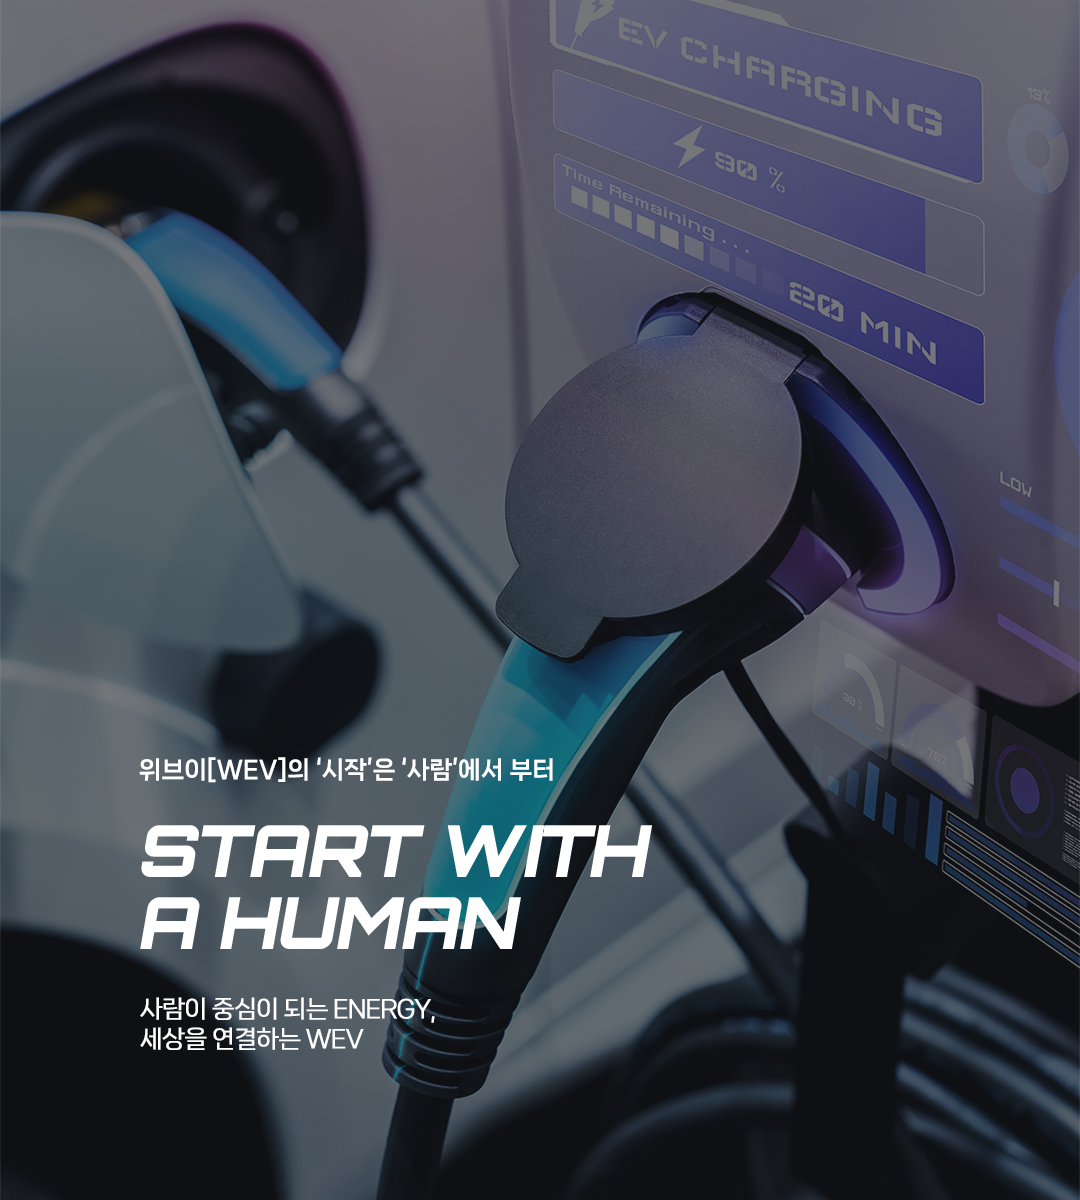 EV CHARGING
13%
90 %
Time Remaining . . .
20 MIN
LOW
30%
75%
위브이[WEV]의 ‘시작’은 ‘사람’에서 부터
START WITH
A HUMAN
사람이 중심이 되는 ENERGY,
세상을 연결하는 WEV